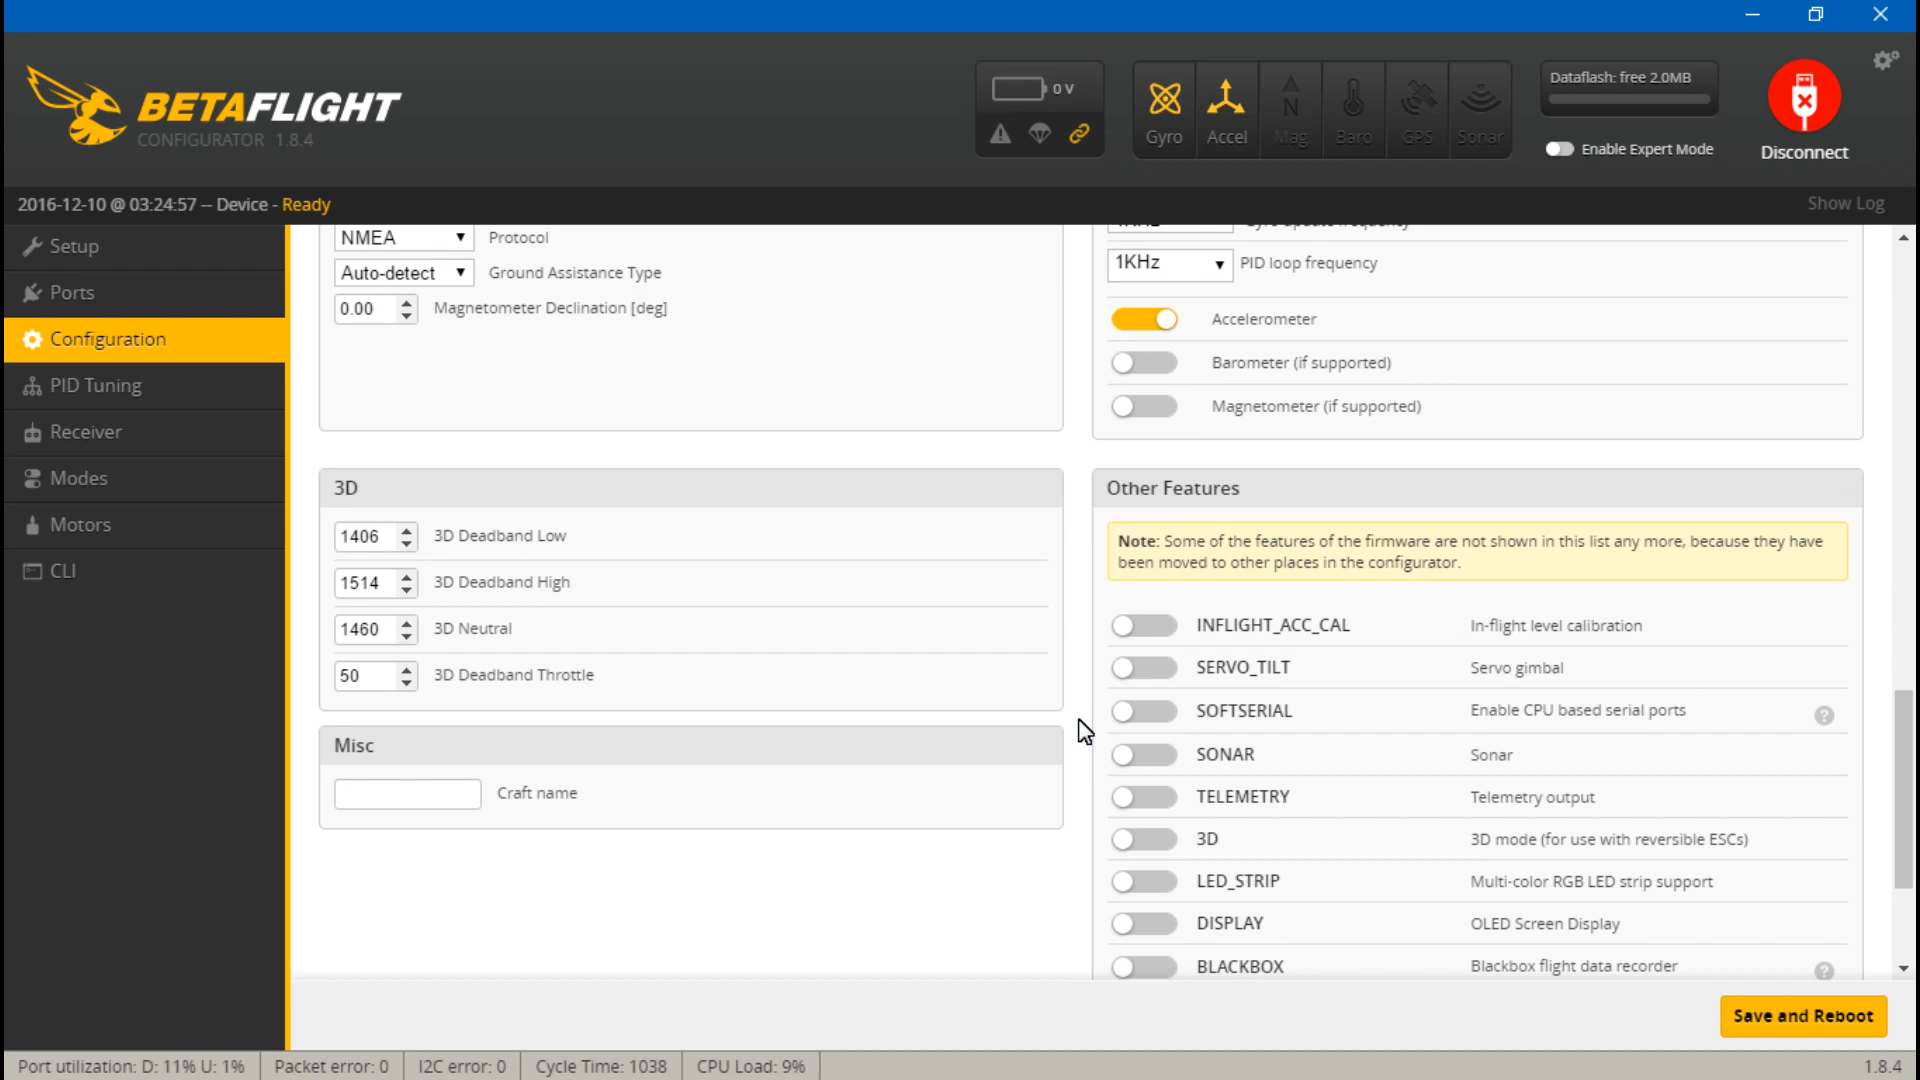 BETAFLIGHT
CONFIGURATOR 1.8.4
0 V
Gyro
Accel
Mag
Baro
GPS
Sonar
Dataflash: free 2.0MB
Enable Expert Mode
Disconnect
2016-12-10 @ 03:24:57 -- Device - Ready
Show Log
Setup
Ports
Configuration
PID Tuning
Receiver
Modes
Motors
CLI
NMEA Protocol
Auto-detect Ground Assistance Type
0.00 Magnetometer Declination [deg]
1KHz PID loop frequency
Accelerometer
Barometer (if supported)
Magnetometer (if supported)
3D
1406 3D Deadband Low
1514 3D Deadband High
1460 3D Neutral
50 3D Deadband Throttle
Misc
Craft name
Other Features
Note: Some of the features of the firmware are not shown in this list any more, because they have
been moved to other places in the configurator.
INFLIGHT_ACC_CAL In-flight level calibration
SERVO_TILT Servo gimbal
SOFTSERIAL Enable CPU based serial ports ?
SONAR Sonar
TELEMETRY Telemetry output
3D 3D mode (for use with reversible ESCs)
LED_STRIP Multi-color RGB LED strip support
DISPLAY OLED Screen Display
BLACKBOX Blackbox flight data recorder ?
Save and Reboot
Port utilization: D: 11% U: 1% Packet error: 0 I2C error: 0 Cycle Time: 1038 CPU Load: 9% 1.8.4